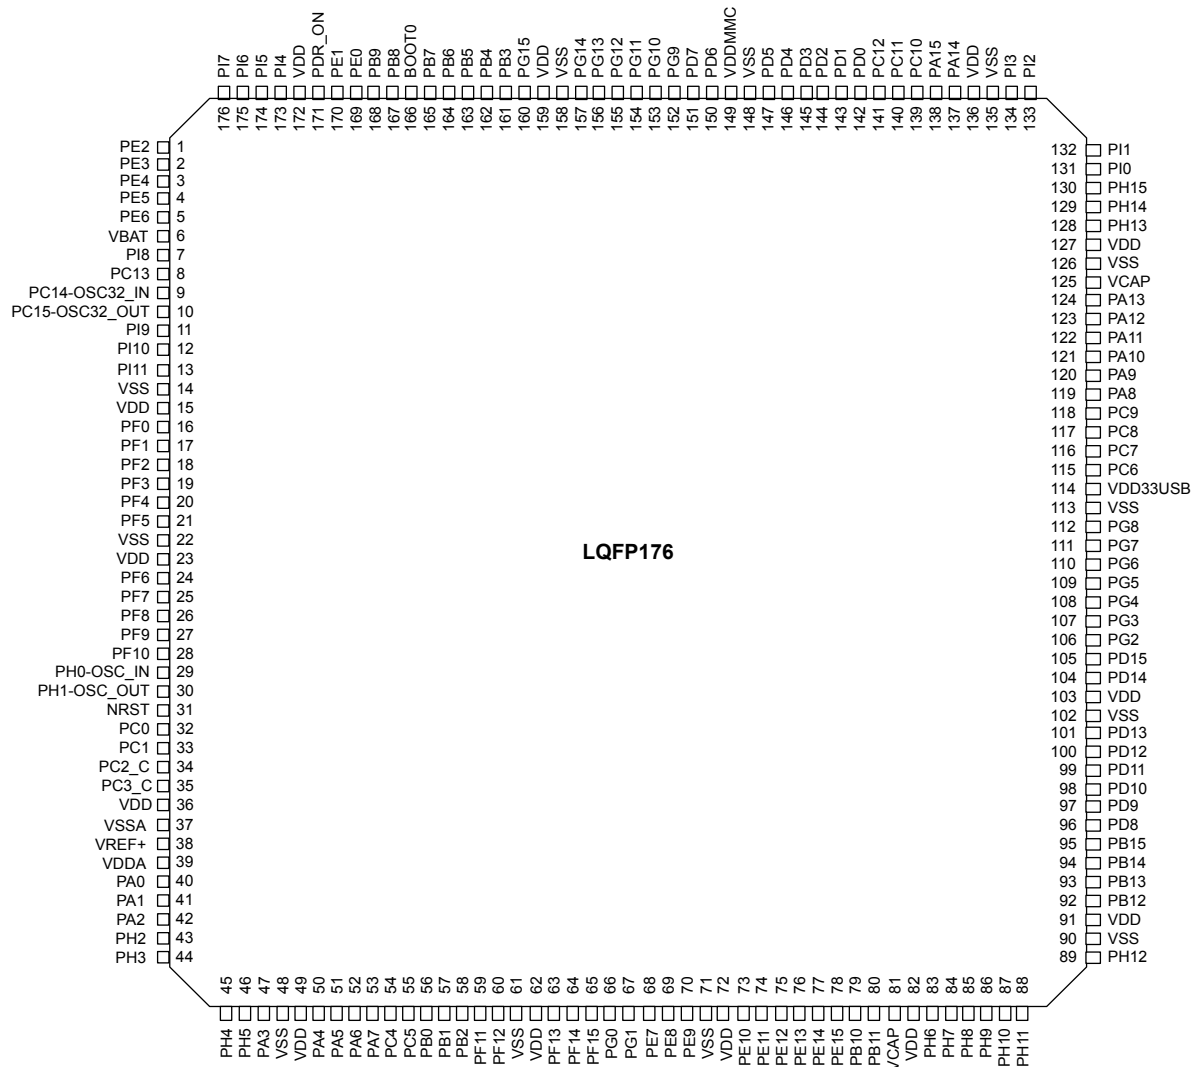 PI7 PI6 PI5 PI4 VDD PDR_ON PE1 PE0 PB9 PB8 BOOT0 PB7 PB6 PB5 PB4 PB3 PG15 VDD VSS PG14 PG13 PG12 PG11 PG10 PG9 PD7 PD6 VDDMMC VSS PD5 PD4 PD3 PD2 PD1 PD0 PC12 PC11 PC10 PA15 PA14 VDD VSS PI3 PI2
176 175 174 173 172 171 170 169 168 167 166 165 164 163 162 161 160 159 158 157 156 155 154 153 152 151 150 149 148 147 146 145 144 143 142 141 140 139 138 137 136 135 134 133
PE2 1
PE3 2
PE4 3
PE5 4
PE6 5
VBAT 6
PI8 7
PC13 8
PC14-OSC32_IN 9
PC15-OSC32_OUT 10
PI9 11
PI10 12
PI11 13
VSS 14
VDD 15
PF0 16
PF1 17
PF2 18
PF3 19
PF4 20
PF5 21
VSS 22
VDD 23
PF6 24
PF7 25
PF8 26
PF9 27
PF10 28
PH0-OSC_IN 29
PH1-OSC_OUT 30
NRST 31
PC0 32
PC1 33
PC2_C 34
PC3_C 35
VDD 36
VSSA 37
VREF+ 38
VDDA 39
PA0 40
PA1 41
PA2 42
PH2 43
PH3 44
LQFP176
132 PI1
131 PI0
130 PH15
129 PH14
128 PH13
127 VDD
126 VSS
125 VCAP
124 PA13
123 PA12
122 PA11
121 PA10
120 PA9
119 PA8
118 PC9
117 PC8
116 PC7
115 PC6
114 VDD33USB
113 VSS
112 PG8
111 PG7
110 PG6
109 PG5
108 PG4
107 PG3
106 PG2
105 PD15
104 PD14
103 VDD
102 VSS
101 PD13
100 PD12
99 PD11
98 PD10
97 PD9
96 PD8
95 PB15
94 PB14
93 PB13
92 PB12
91 VDD
90 VSS
89 PH12
45 46 47 48 49 50 51 52 53 54 55 56 57 58 59 60 61 62 63 64 65 66 67 68 69 70 71 72 73 74 75 76 77 78 79 80 81 82 83 84 85 86 87 88
PH4 PH5 PA3 VSS VDD PA4 PA5 PA6 PA7 PC4 PC5 PB0 PB1 PB2 PF11 PF12 VSS VDD PF13 PF14 PF15 PG0 PG1 PE7 PE8 PE9 VSS VDD PE10 PE11 PE12 PE13 PE14 PE15 PB10 PB11 VCAP VDD PH6 PH7 PH8 PH9 PH10 PH11